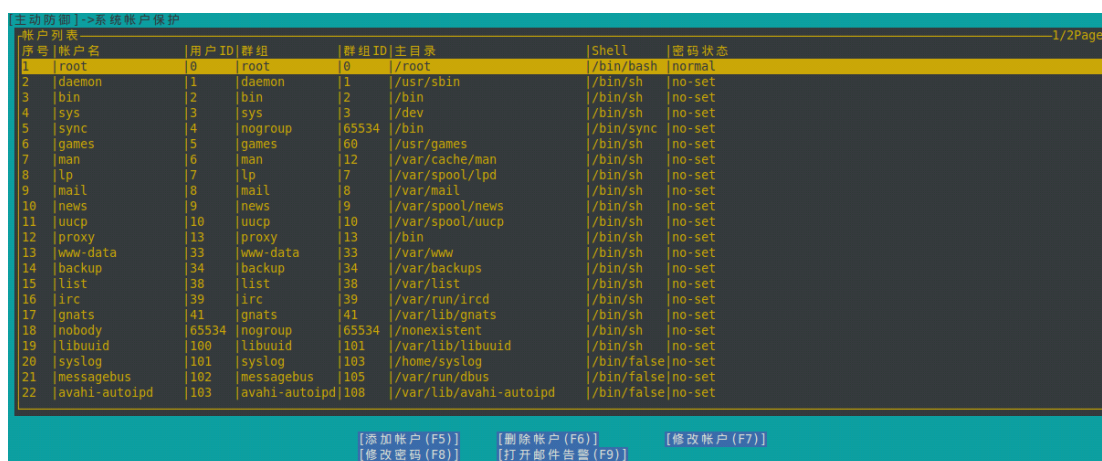 [主动防御]->系统帐户保护
帐户列表 1/2Page
序号|帐户名 |用户ID|群组 |群组ID|主目录 |Shell |密码状态
1 |root |0 |root |0 |/root |/bin/bash |normal
2 |daemon |1 |daemon |1 |/usr/sbin |/bin/sh |no-set
3 |bin |2 |bin |2 |/bin |/bin/sh |no-set
4 |sys |3 |sys |3 |/dev |/bin/sh |no-set
5 |sync |4 |nogroup |65534 |/bin |/bin/sync |no-set
6 |games |5 |games |60 |/usr/games |/bin/sh |no-set
7 |man |6 |man |12 |/var/cache/man |/bin/sh |no-set
8 |lp |7 |lp |7 |/var/spool/lpd |/bin/sh |no-set
9 |mail |8 |mail |8 |/var/mail |/bin/sh |no-set
10 |news |9 |news |9 |/var/spool/news |/bin/sh |no-set
11 |uucp |10 |uucp |10 |/var/spool/uucp |/bin/sh |no-set
12 |proxy |13 |proxy |13 |/bin |/bin/sh |no-set
13 |www-data |33 |www-data |33 |/var/www |/bin/sh |no-set
14 |backup |34 |backup |34 |/var/backups |/bin/sh |no-set
15 |list |38 |list |38 |/var/list |/bin/sh |no-set
16 |irc |39 |irc |39 |/var/run/ircd |/bin/sh |no-set
17 |gnats |41 |gnats |41 |/var/lib/gnats |/bin/sh |no-set
18 |nobody |65534 |nogroup |65534 |/nonexistent |/bin/sh |no-set
19 |libuuid |100 |libuuid |101 |/var/lib/libuuid |/bin/sh |no-set
20 |syslog |101 |syslog |103 |/home/syslog |/bin/false|no-set
21 |messagebus |102 |messagebus |105 |/var/run/dbus |/bin/false|no-set
22 |avahi-autoipd |103 |avahi-autoipd|108 |/var/lib/avahi-autoipd |/bin/false|no-set
[添加帐户(F5)] [删除帐户(F6)] [修改帐户(F7)]
[修改密码(F8)] [打开邮件告警(F9)]